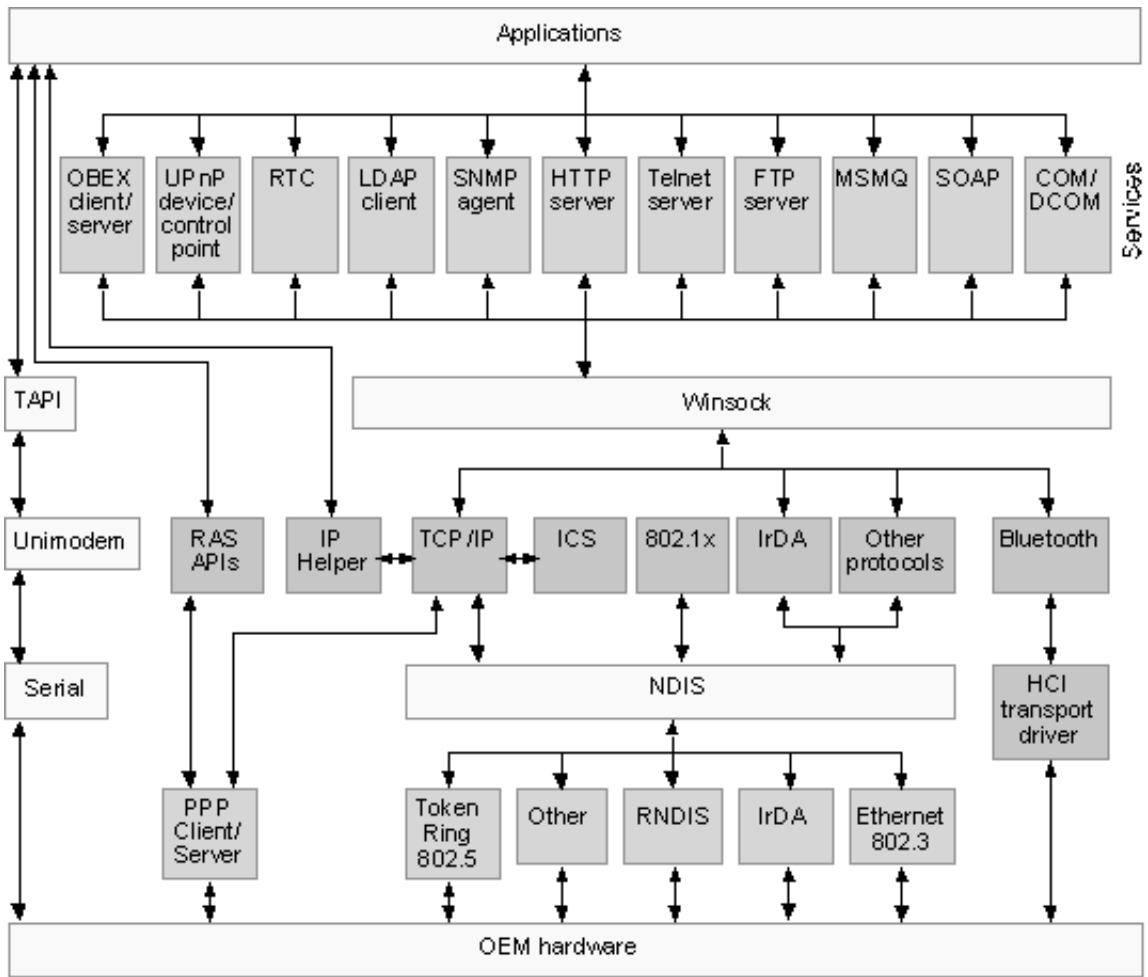 Applications
OBEX
client/
server
UPnP
device/
control
point
RTC
LDAP
client
SNMP
agent
HTTP
server
Telnet
server
FTP
server
MSMQ
SOAP
COM/
DCOM
Services
TAPI
Winsock
Unimodem
RAS
APIs
IP
Helper
TCP/IP
ICS
802.1x
IrDA
Other
protocols
Bluetooth
Serial
NDIS
HCI
transport
driver
PPP
Client/
Server
Token
Ring
802.5
Other
RNDIS
IrDA
Ethernet
802.3
OEM hardware